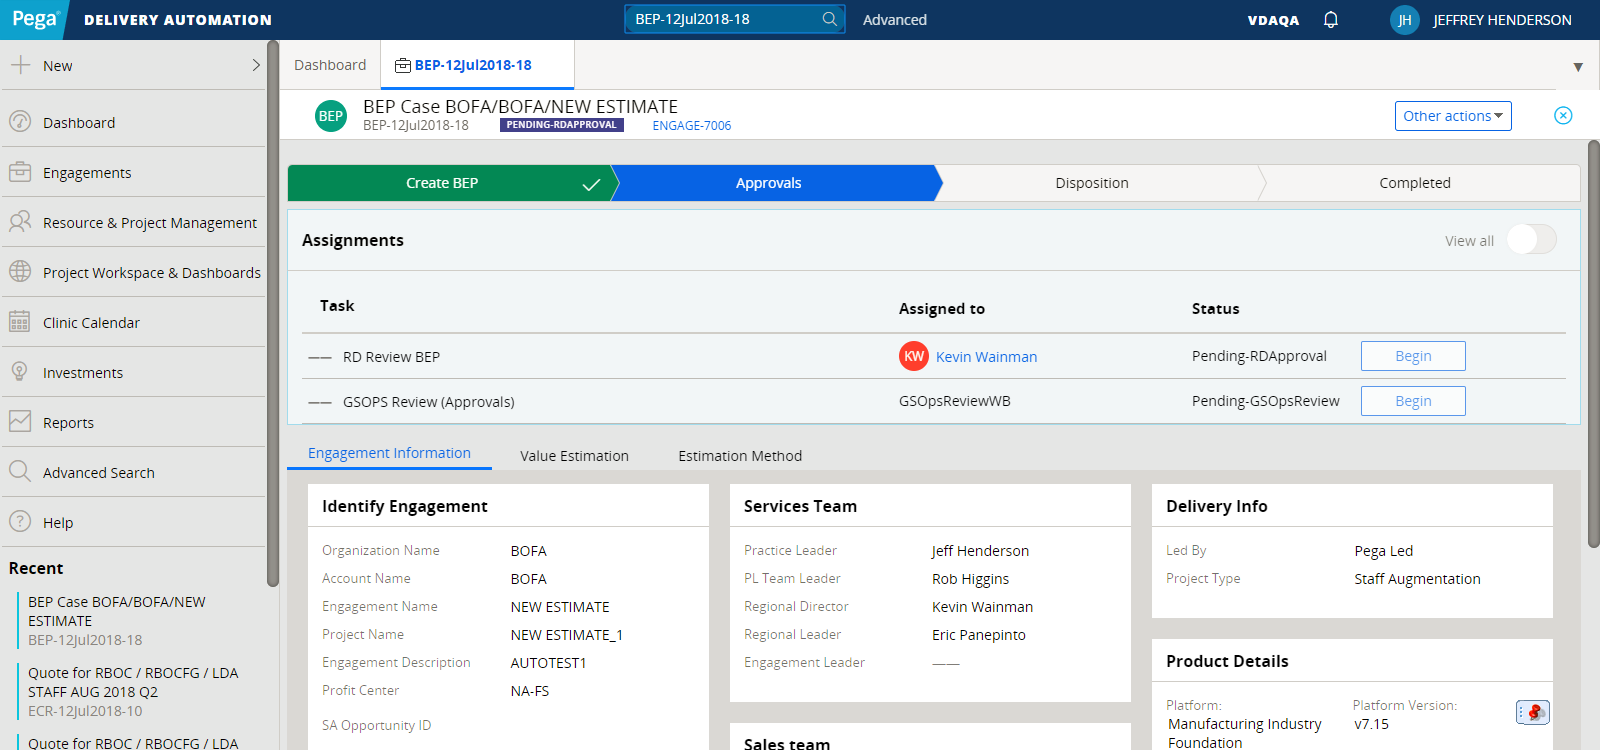 Pega DELIVERY AUTOMATION BEP-12Jul2018-18 Advanced VDAQA JH JEFFREY HENDERSON
New
Dashboard
Engagements
Resource & Project Management
Project Workspace & Dashboards
Clinic Calendar
Investments
Reports
Advanced Search
Help
Recent
BEP Case BOFA/BOFA/NEW
ESTIMATE
BEP-12Jul2018-18
Quote for RBOC / RBOCFG / LDA
STAFF AUG 2018 Q2
ECR-12Jul2018-10
Quote for RBOC / RBOCFG / LDA
Dashboard BEP-12Jul2018-18
BEP BEP Case BOFA/BOFA/NEW ESTIMATE
BEP-12Jul2018-18 PENDING-RDAPPROVAL ENGAGE-7006
Other actions
Create BEP Approvals Disposition Completed
Assignments View all
Task Assigned to Status
—— RD Review BEP KW Kevin Wainman Pending-RDApproval Begin
—— GSOPS Review (Approvals) GSOpsReviewWB Pending-GSOpsReview Begin
Engagement Information Value Estimation Estimation Method
Identify Engagement
Organization Name BOFA
Account Name BOFA
Engagement Name NEW ESTIMATE
Project Name NEW ESTIMATE_1
Engagement Description AUTOTEST1
Profit Center NA-FS
SA Opportunity ID
Services Team
Practice Leader Jeff Henderson
PL Team Leader Rob Higgins
Regional Director Kevin Wainman
Regional Leader Eric Panepinto
Engagement Leader ——
Sales team
Delivery Info
Led By Pega Led
Project Type Staff Augmentation
Product Details
Platform: Platform Version:
Manufacturing Industry v7.15
Foundation